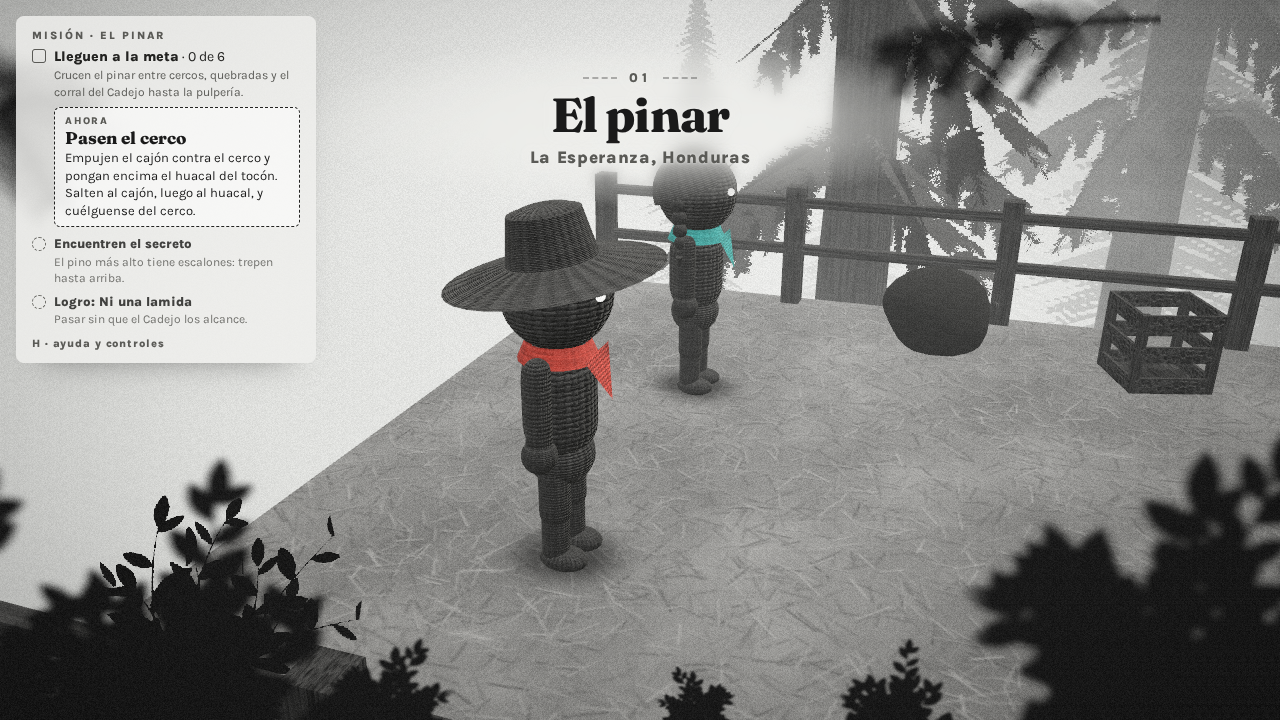 MISIÓN · EL PINAR
Lleguen a la meta · 0 de 6
Crucen el pinar entre cercos, quebradas y el
corral del Cadejo hasta la pulpería.
AHORA
Pasen el cerco
Empujen el cajón contra el cerco y
pongan encima el huacal del tocón.
Salten al cajón, luego al huacal, y
cuélguense del cerco.
Encuentren el secreto
El pino más alto tiene escalones: trepen
hasta arriba.
Logro: Ni una lamida
Pasar sin que el Cadejo los alcance.
H · ayuda y controles
01
El pinar
La Esperanza, Honduras